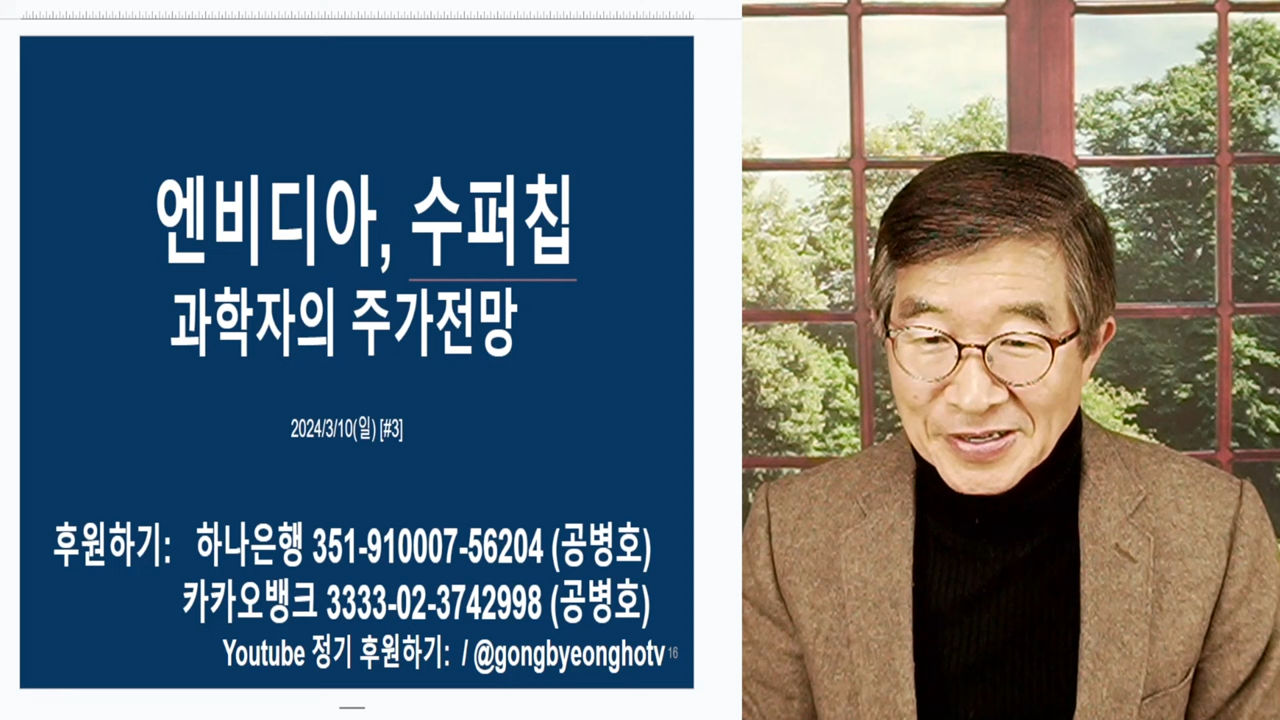 엔비디아, 수퍼칩
과학자의 주가전망
2024/3/10(일) [#3]
후원하기: 하나은행 351-910007-56204 (공병호)
카카오뱅크 3333-02-3742998 (공병호)
Youtube 정기 후원하기: / @gongbyeonghotv
16